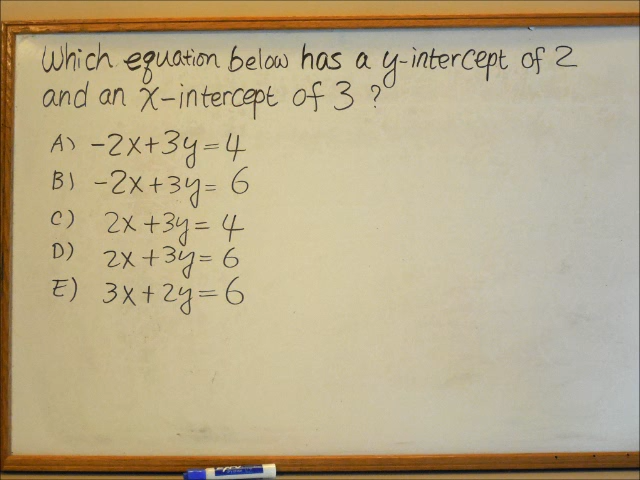 Which equation below has a y-intercept of 2
and an x-intercept of 3 ?
A) -2x+3y=4
B) -2x+3y= 6
C) 2x+3y= 4
D) 2x+3y=6
E) 3x+2y=6